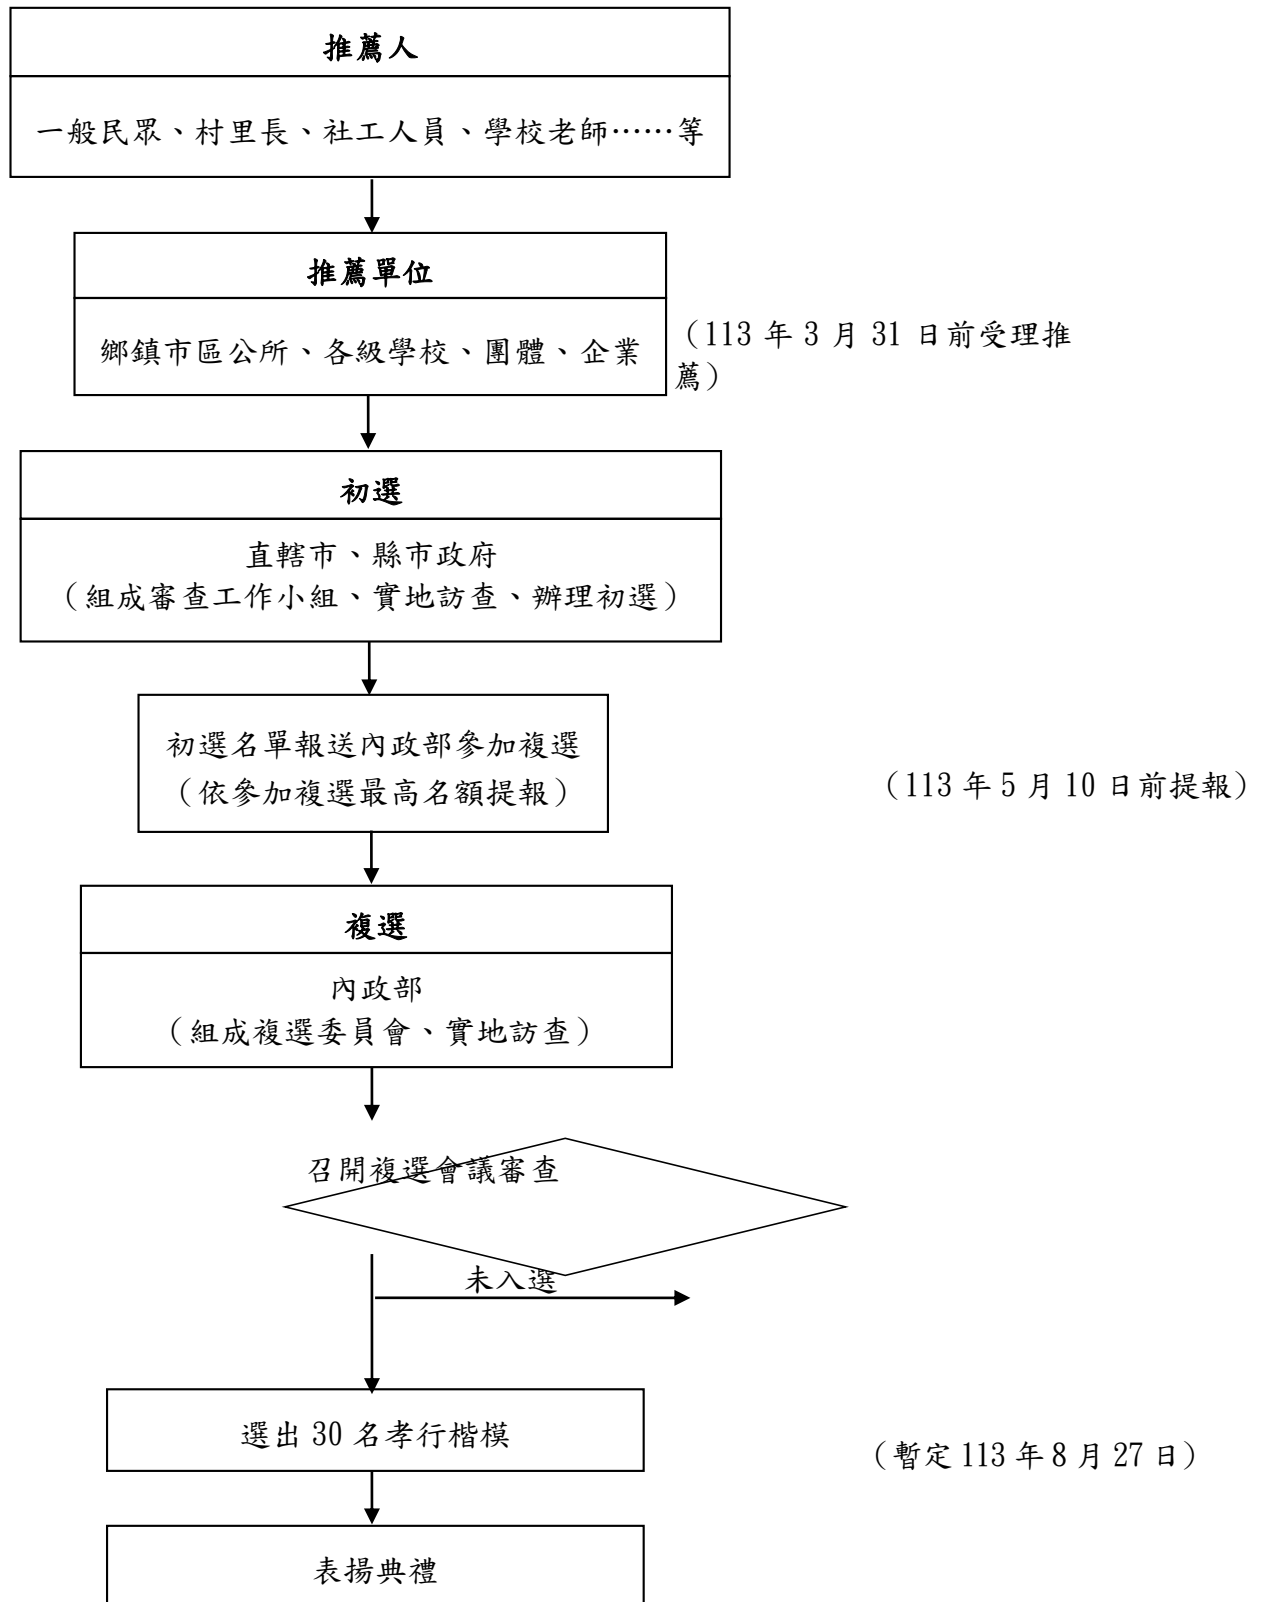 推薦人
一般民眾、村里長、社工人員、學校老師……等
推薦單位
鄉鎮市區公所、各級學校、團體、企業
（113 年 3 月 31 日前受理推
薦）
初選
直轄市、縣市政府
（組成審查工作小組、實地訪查、辦理初選）
初選名單報送內政部參加複選
（依參加複選最高名額提報）
（113 年 5 月 10 日前提報）
複選
內政部
（組成複選委員會、實地訪查）
召開複選會議審查
未入選
選出 30 名孝行楷模
（暫定 113 年 8 月 27 日）
表揚典禮